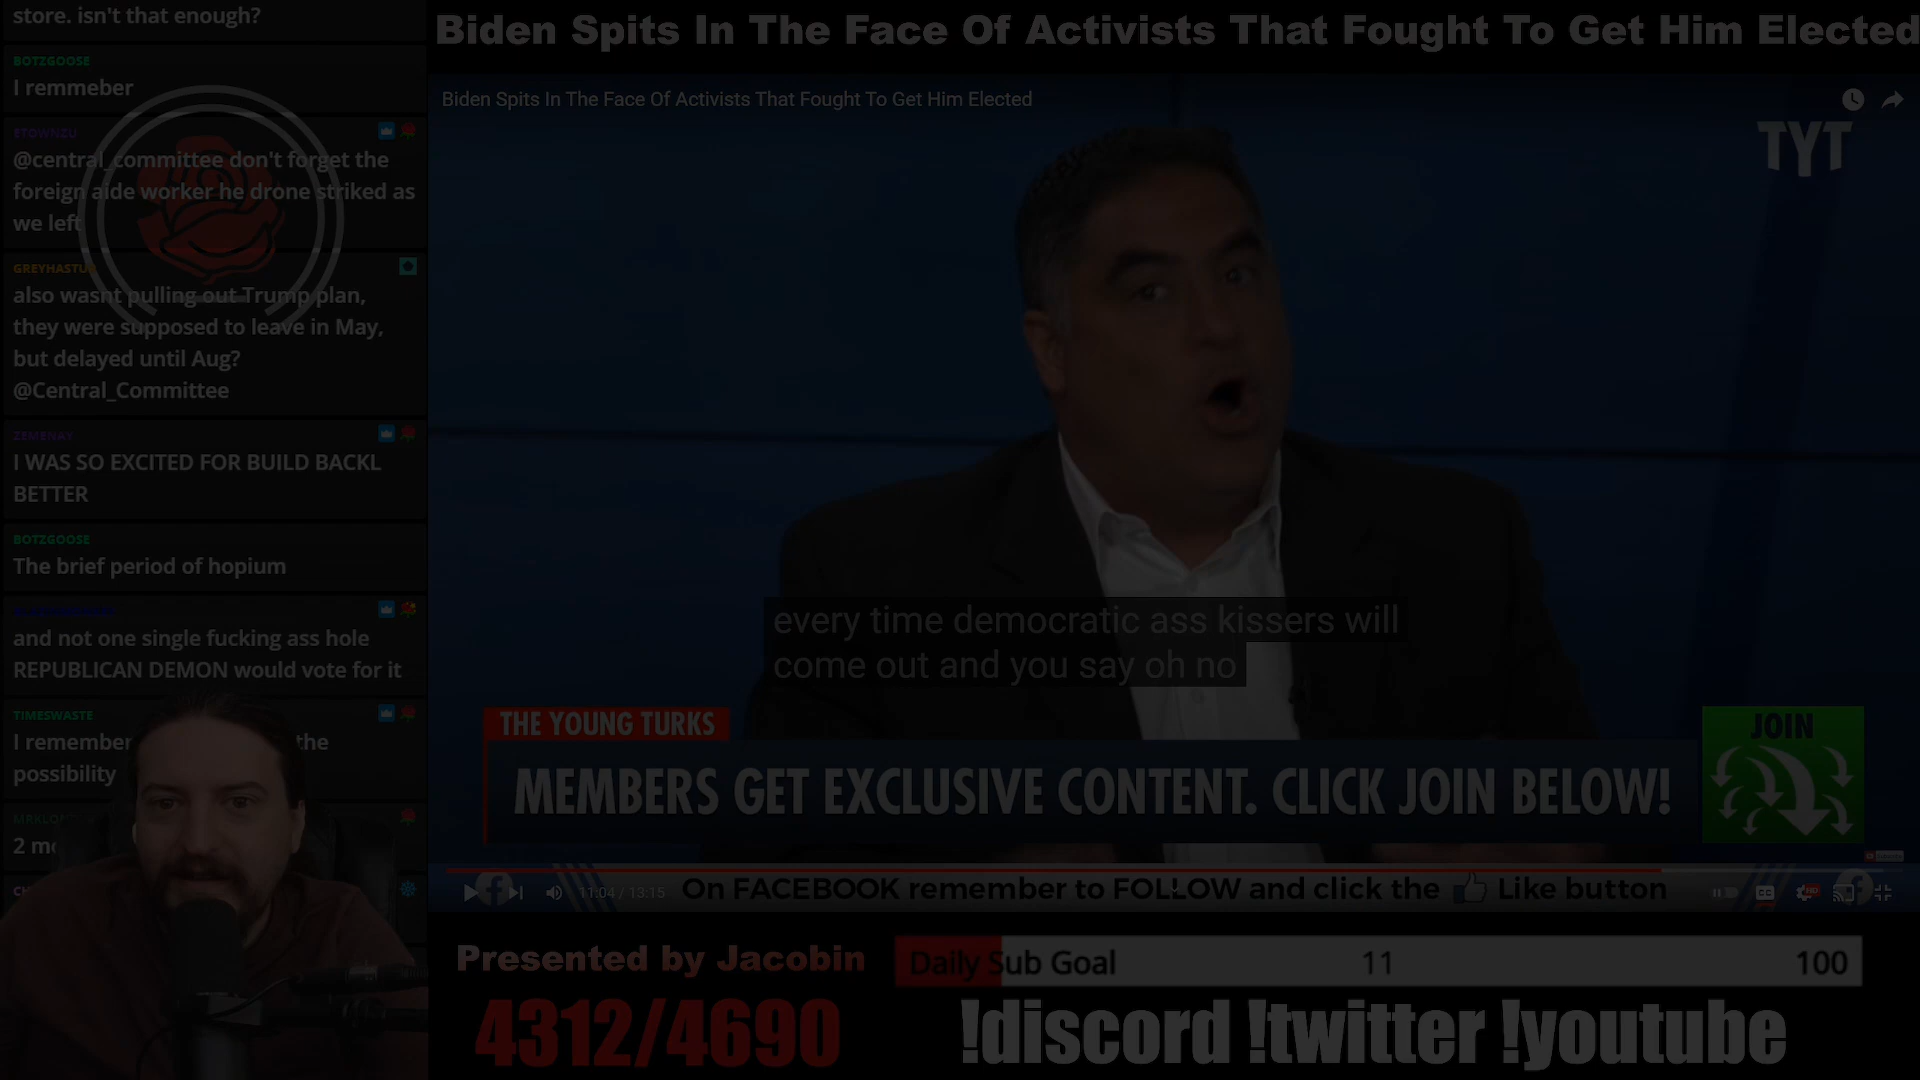 store. isn't that enough?
BOTZGOOSE
I remmeber
ETOWNZU
@central_committee don't forget the
foreign aide worker he drone striked as
we left
GREYHASTUR
also wasnt pulling out Trump plan,
they were supposed to leave in May,
but delayed until Aug?
@Central_Committee
ZEMENAY
I WAS SO EXCITED FOR BUILD BACKL
BETTER
BOTZGOOSE
The brief period of hopium
and not one single fucking ass hole
REPUBLICAN DEMON would vote for it
TIMESWASTE
I remember the
possibility
2
Biden Spits In The Face Of Activists That Fought To Get Him Elected
Biden Spits In The Face Of Activists That Fought To Get Him Elected
TYT
every time democratic ass kissers will
come out and you say oh no
THE YOUNG TURKS
MEMBERS GET EXCLUSIVE CONTENT. CLICK JOIN BELOW!
JOIN
11:04 / 13:15
On FACEBOOK remember to FOLLOW and click the Like button
CC
HD
Presented by Jacobin
Daily Sub Goal 11 100
4312/4690
!discord !twitter !youtube